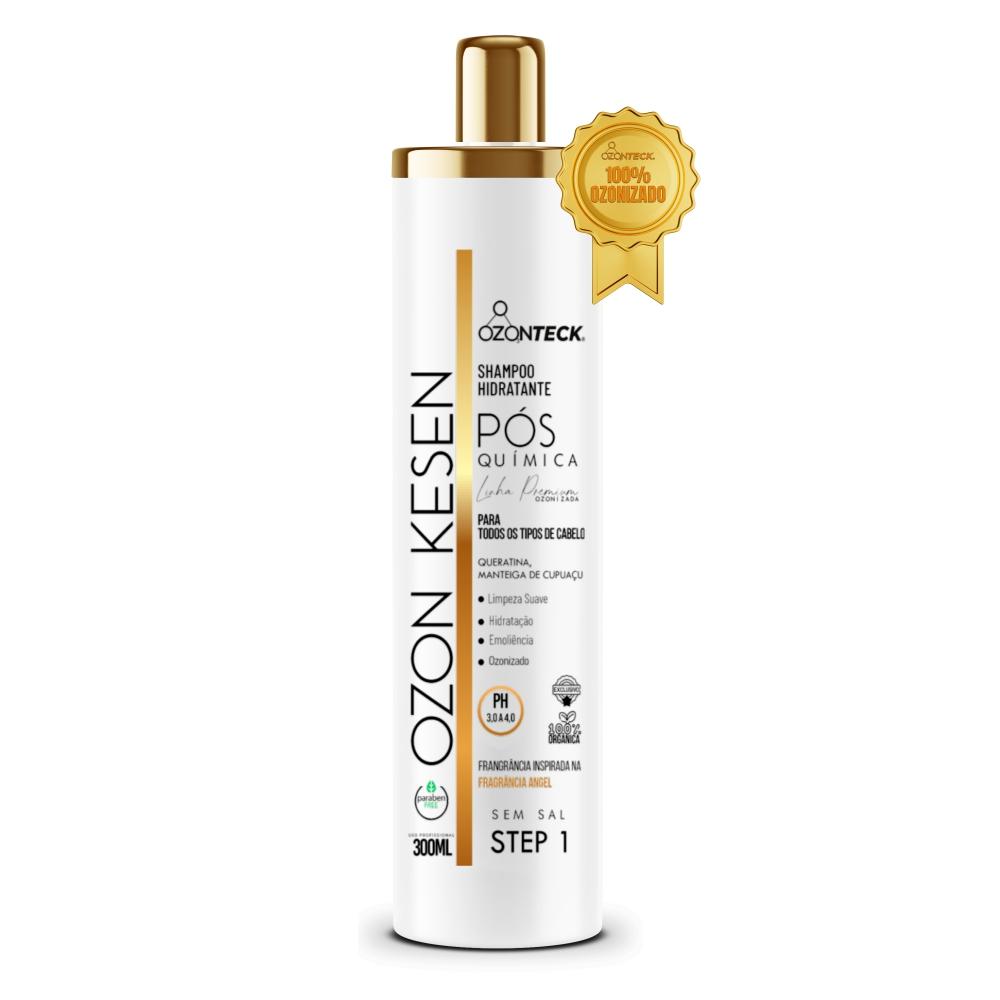 OZONTECK
100%
OZONIZADO
OZON KESEN
OZONTECK®
SHAMPOO
HIDRATANTE
PÓS
QUÍMICA
Linha Premium
OZONIZADA
PARA
TODOS OS TIPOS DE CABELO
QUERATINA,
MANTEIGA DE CUPUAÇU
• Limpeza Suave
• Hidratação
• Emoliência
• Ozonizado
PH
3,0 A 4,0
EXCLUSIVO
100%
ORGÂNICA
FRANGRÂNCIA INSPIRADA NA
FRAGRÂNCIA ANGEL
SEM SAL
STEP 1
paraben
FREE
USO PROFISSIONAL
300ML